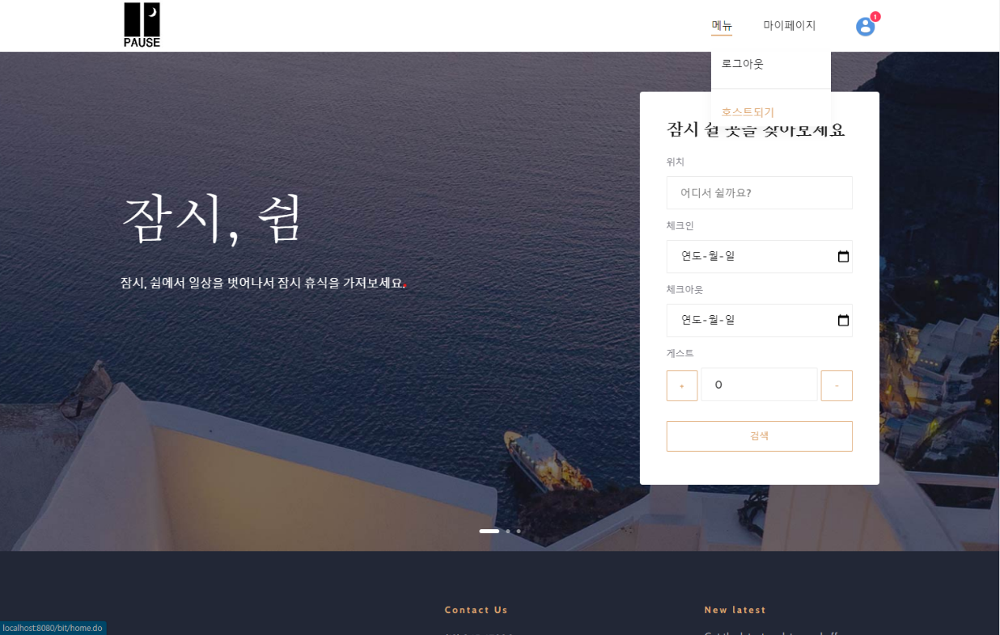 PAUSE
메뉴
마이페이지
1
로그아웃
호스트되기
잠시 쉴 곳을 찾아보세요
위치
어디서 쉴까요?
체크인
연도-월-일
체크아웃
연도-월-일
게스트
+ 0 -
검색
잠시, 쉼
잠시, 쉼에서 일상을 벗어나서 잠시 휴식을 가져보세요.
Contact Us
New latest
localhost:8080/bit/home.do